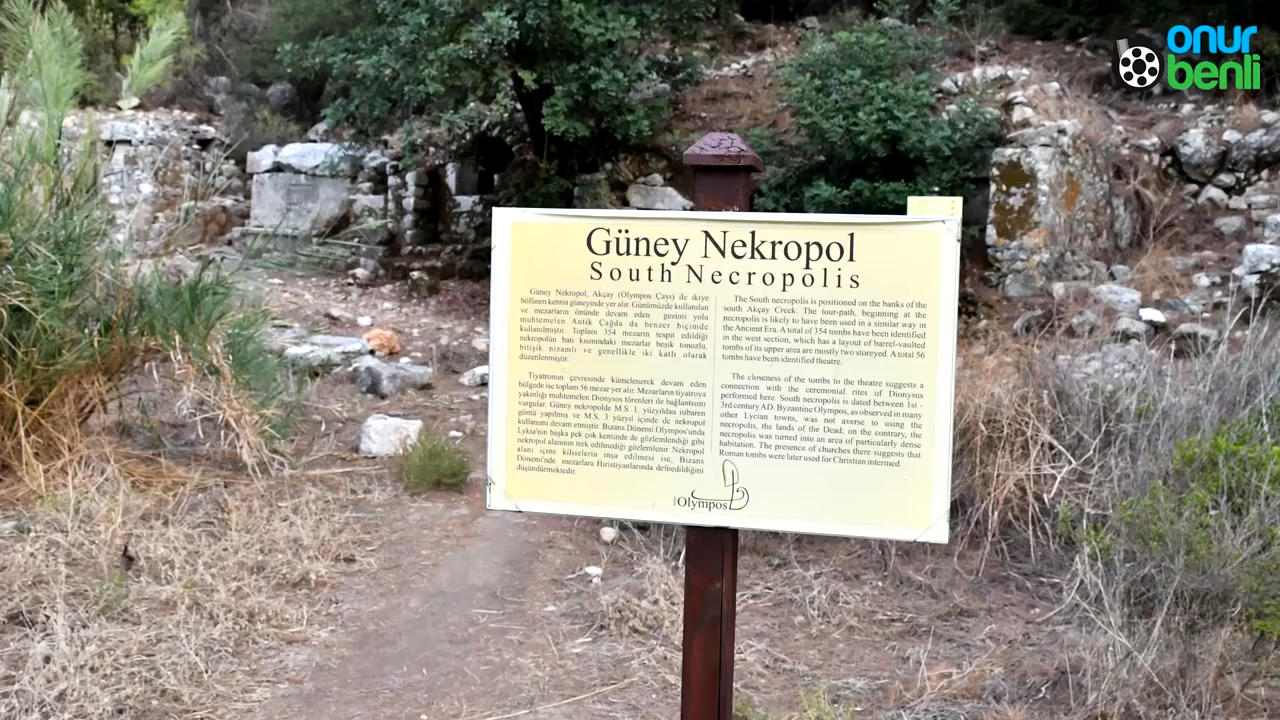 onur
benli
Güney Nekropol
South Necropolis
Güney Nekropol, Akçay (Olympos Çayı) ile ikiye
bölünen kentin güneyinde yer alır. Günümüzde kullanılan
ve mezarların önünde devam eden gezinti yolu
muhtemelen Antik Çağda da benzer biçimde
kullanılmıştır. Toplam 354 mezarın tespit edildiği
nekropolün batı kısmındaki mezarlar beşik tonozlu,
bitişik nizamlı ve genellikle iki katlı olarak
düzenlenmiştir.
Tiyatronun çevresinde kümelenerek devam eden
bölgede ise toplam 56 mezar yer alır. Mezarların tiyatroya
yakınlığı muhtemelen Dionysos törenleri ile bağlantısını
vurgular. Güney nekropolde M.S. 1. yüzyıldan itibaren
gömü yapılmış ve M.S. 3 yüzyıl içinde de nekropol
kullanımı devam etmiştir. Bizans Dönemi Olympos'unda
Lykia'nın başka pek çok kentinde de gözlemlendiği gibi
nekropol alanının terk edilmediği gözlemlenir. Nekropol
alanı içine kiliselerin inşa edilmesi ise, Bizans
Dönemi'nde mezarlara Hıristiyanlarında defnedildiğini
düşündürmektedir.
The South necropolis is positioned on the banks of the
south Akçay Creek. The tour-path, beginning at the
necropolis is likely to have been used in a similar way in
the Ancient Era. A total of 354 tombs have been identified
in the west section, which has a layout of barrel-vaulted
tombs of its upper area are mostly two storeyed. A total 56
tombs have been identified theatre.
The closeness of the tombs to the theatre suggests a
connection with the ceremonial rites of Dionysus
performed here. South necropolis is dated between 1st -
3rd century AD. Byzantine Olympos, as observed in many
other Lycian towns, was not averse to using the
necropolis, the lands of the Dead; on the contrary, the
necropolis was turned into an area of particularly dense
habitation. The presence of churches there suggests that
Roman tombs were later used for Christian intermed.
Olympos